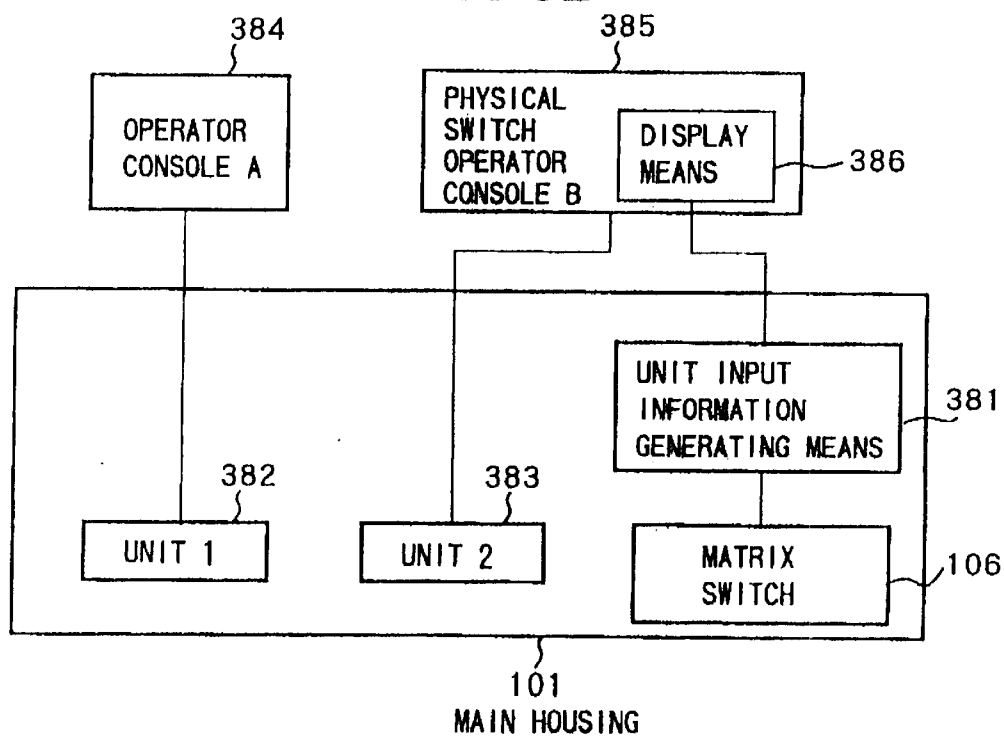 384
385
OPERATOR
CONSOLE A
PHYSICAL
SWITCH
OPERATOR
CONSOLE B
DISPLAY
MEANS
386
UNIT INPUT
INFORMATION
GENERATING MEANS
381
382
383
UNIT 1
UNIT 2
MATRIX
SWITCH
106
101
MAIN HOUSING